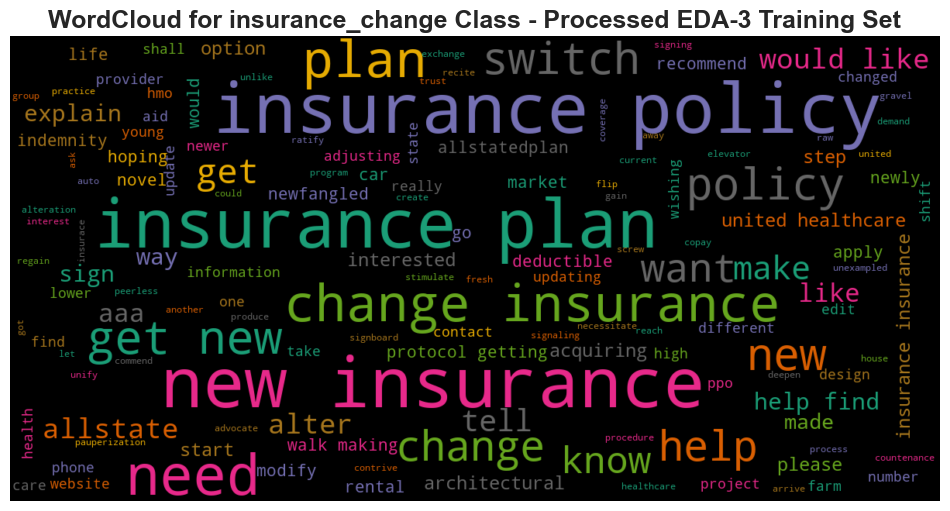 WordCloud for insurance_change Class - Processed EDA-3 Training Set
life
shall
option
plan
exchange
switch
signing
recommend
would like
unlike
trust
recite
provider
changed
group
practice
hmo
would
insurance policy
coverage
gravel
explain
aid
demand
indemnity
young
newer
ratify
state
allstatedplan
away
raw
step
united
ask
hoping
update
adjusting
current
elevator
get
car
program
flip
auto
novel
newfangled
really
market
wishing
policy
newly
could
create
gain
shift
alteration
interest
insurance plan
united healthcare
insurace
go
copay
way
interested
deductible
want
make
apply
regain
sign
information
stimulate
fresh
updating
unexampled
lower
peerless
like
insurance insurance
aaa
another
one
produce
change insurance
edit
got
find
get new
contact
necessitate
signboard
signaling
reach
different
let
take
protocol getting
acquiring
high
new
house
commend
unify
new insurance
ppo
deepen
design
help find
health
allstate
advocate
alter
tell
made
pauperization
start
walk making
change
know
procedure
help
process
phone
need
modify
contrive
please
countenance
care
website
rental
architectural
healthcare
project
arrive
farm
number
screw